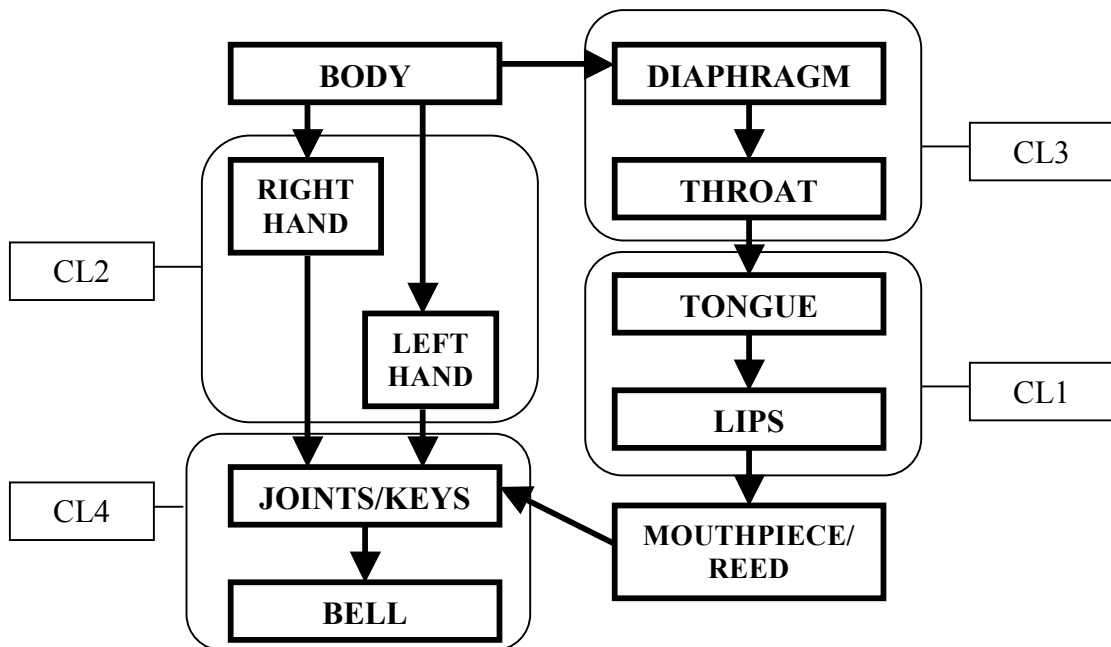 BODY
DIAPHRAGM
CL3
RIGHT
HAND
THROAT
CL2
TONGUE
LEFT
HAND
CL1
LIPS
JOINTS/KEYS
CL4
MOUTHPIECE/
REED
BELL